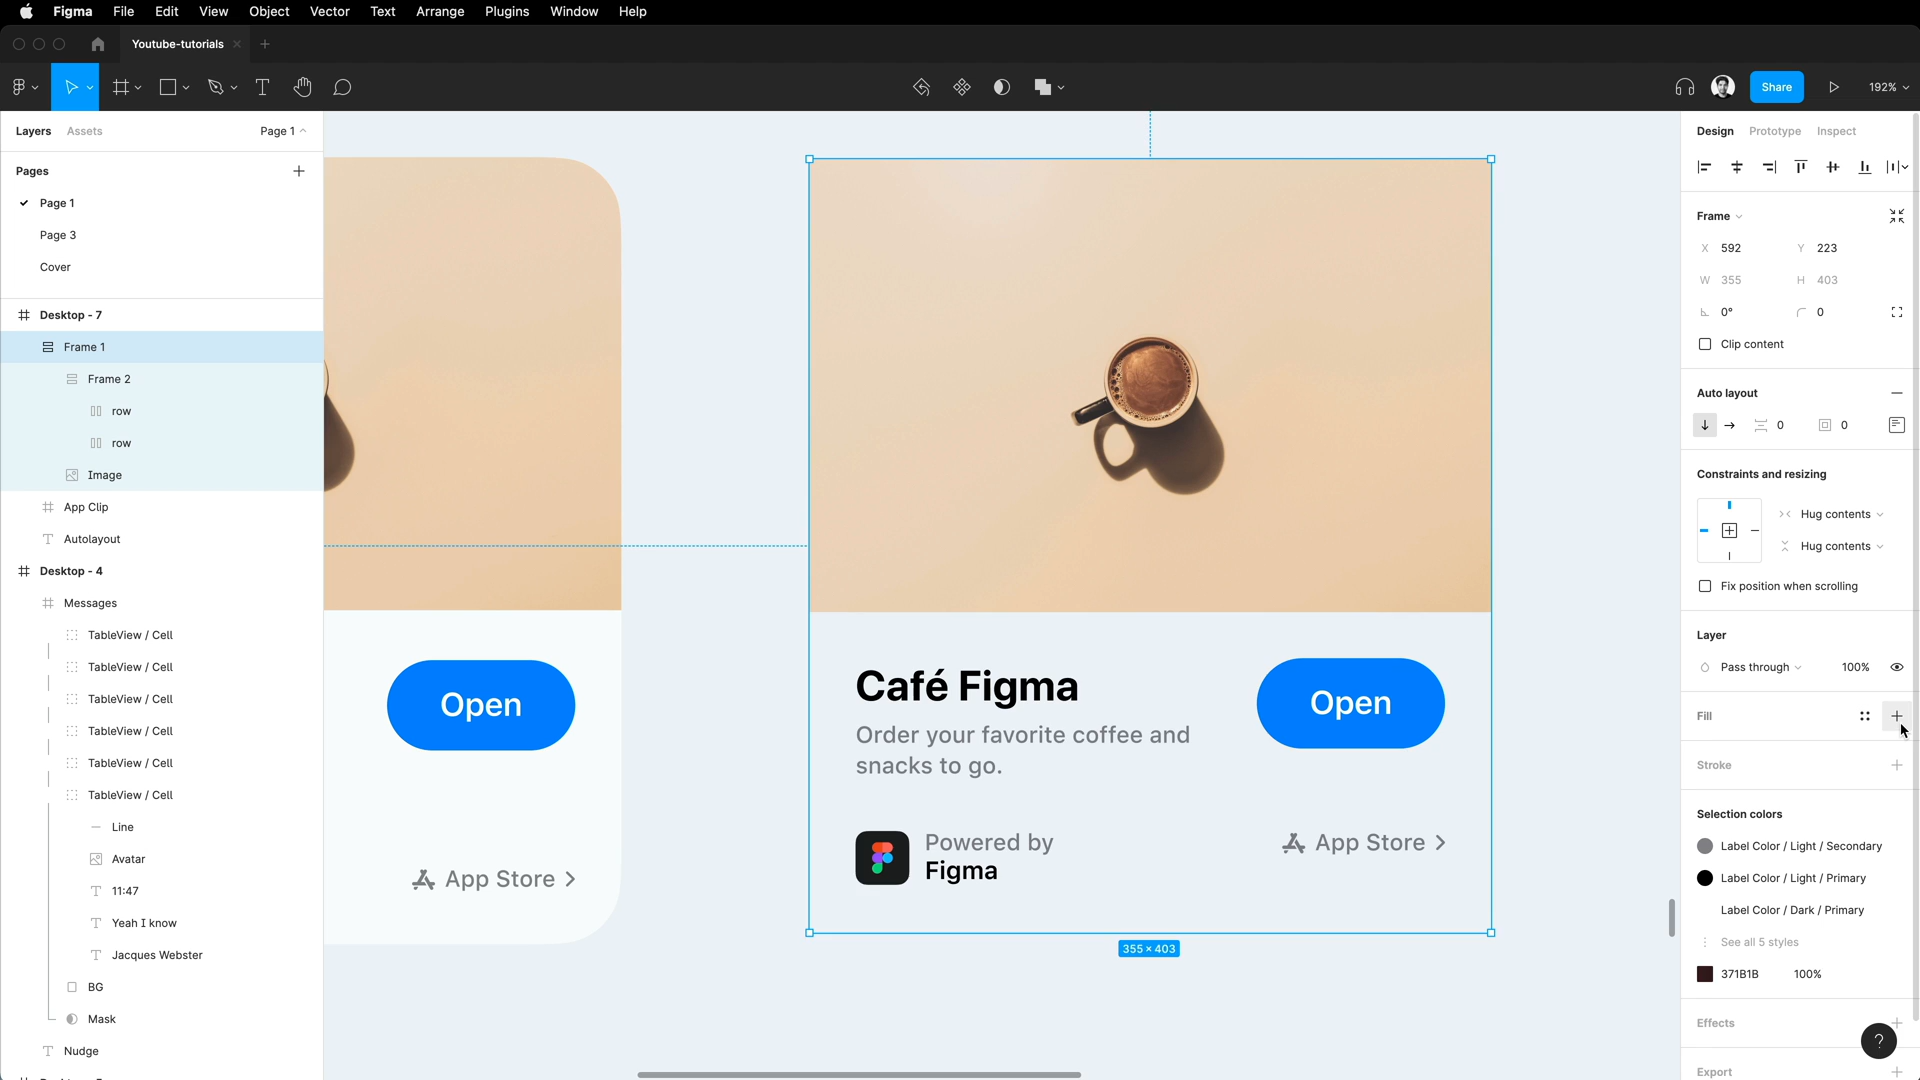 Figma File Edit View Object Vector Text Arrange Plugins Window Help
Youtube-tutorials
Share
192%
Layers Assets Page 1
Pages
Page 1
Page 3
Cover
Desktop - 7
Frame 1
Frame 2
row
row
Image
App Clip
Autolayout
Desktop - 4
Messages
TableView / Cell
TableView / Cell
TableView / Cell
TableView / Cell
TableView / Cell
TableView / Cell
Line
Avatar
11:47
Yeah I know
Jacques Webster
BG
Mask
Nudge
Open
App Store
Café Figma
Order your favorite coffee and
snacks to go.
Open
Powered by
Figma
App Store
355 × 403
Design Prototype Inspect
Frame
X 592 Y 223
W 355 H 403
0° 0
Clip content
Auto layout
0 0
Constraints and resizing
Hug contents
Hug contents
Fix position when scrolling
Layer
Pass through 100%
Fill
Stroke
Selection colors
Label Color / Light / Secondary
Label Color / Light / Primary
Label Color / Dark / Primary
See all 5 styles
371B1B 100%
Effects
?
Export